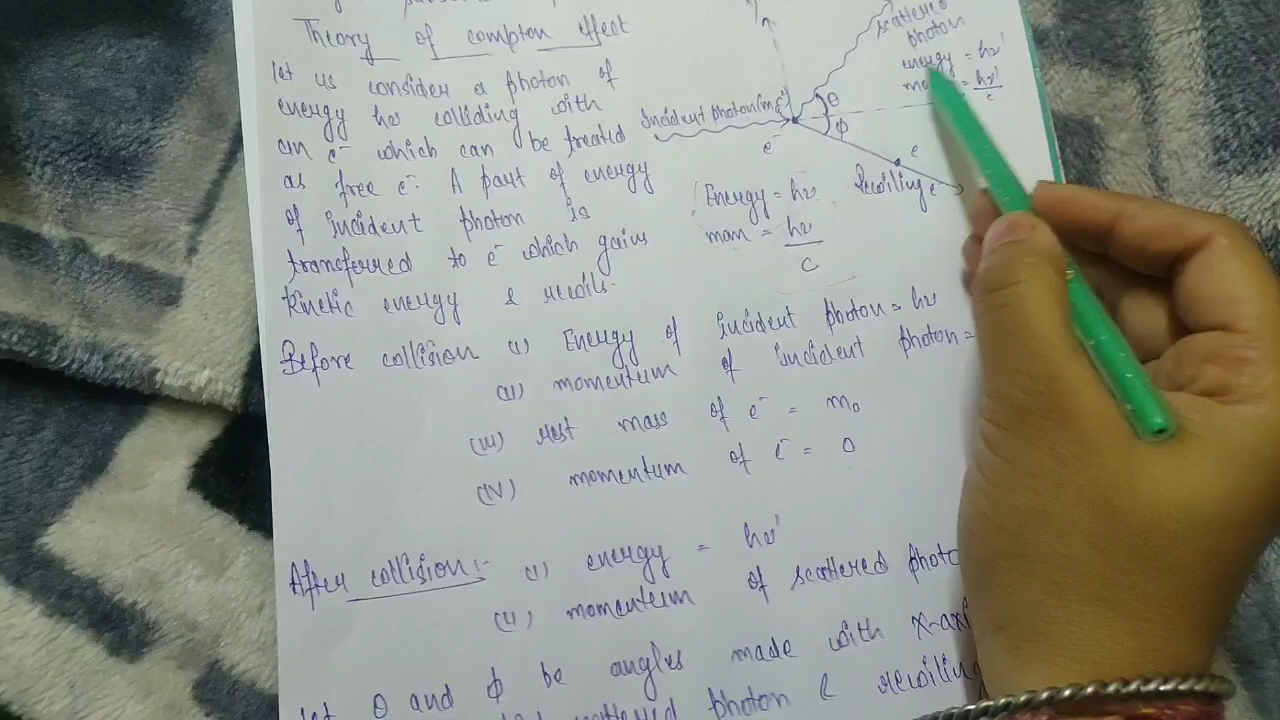 Theory of compton effect
let us consider a photon of
energy hν colliding with
an e⁻ which can be treated
as free e⁻. A part of energy
of incident photon is
transferred to e⁻ which gains
kinetic energy & recoils.
scattered
photon
energy = hν'
= hν'/c
Incident photon
θ
φ
e⁻
e
Recoiling e⁻
Energy = hν
mom = hν/c
Before collision (I) Energy of incident photon = hν
(II) momentum of incident photon =
(III) rest mass of e⁻ = m₀
(IV) momentum of e⁻ = 0
After collision:- (I) energy = hν'
(II) momentum of scattered photo
let θ and φ be angles made with x-axi
scattered photon & recoiling